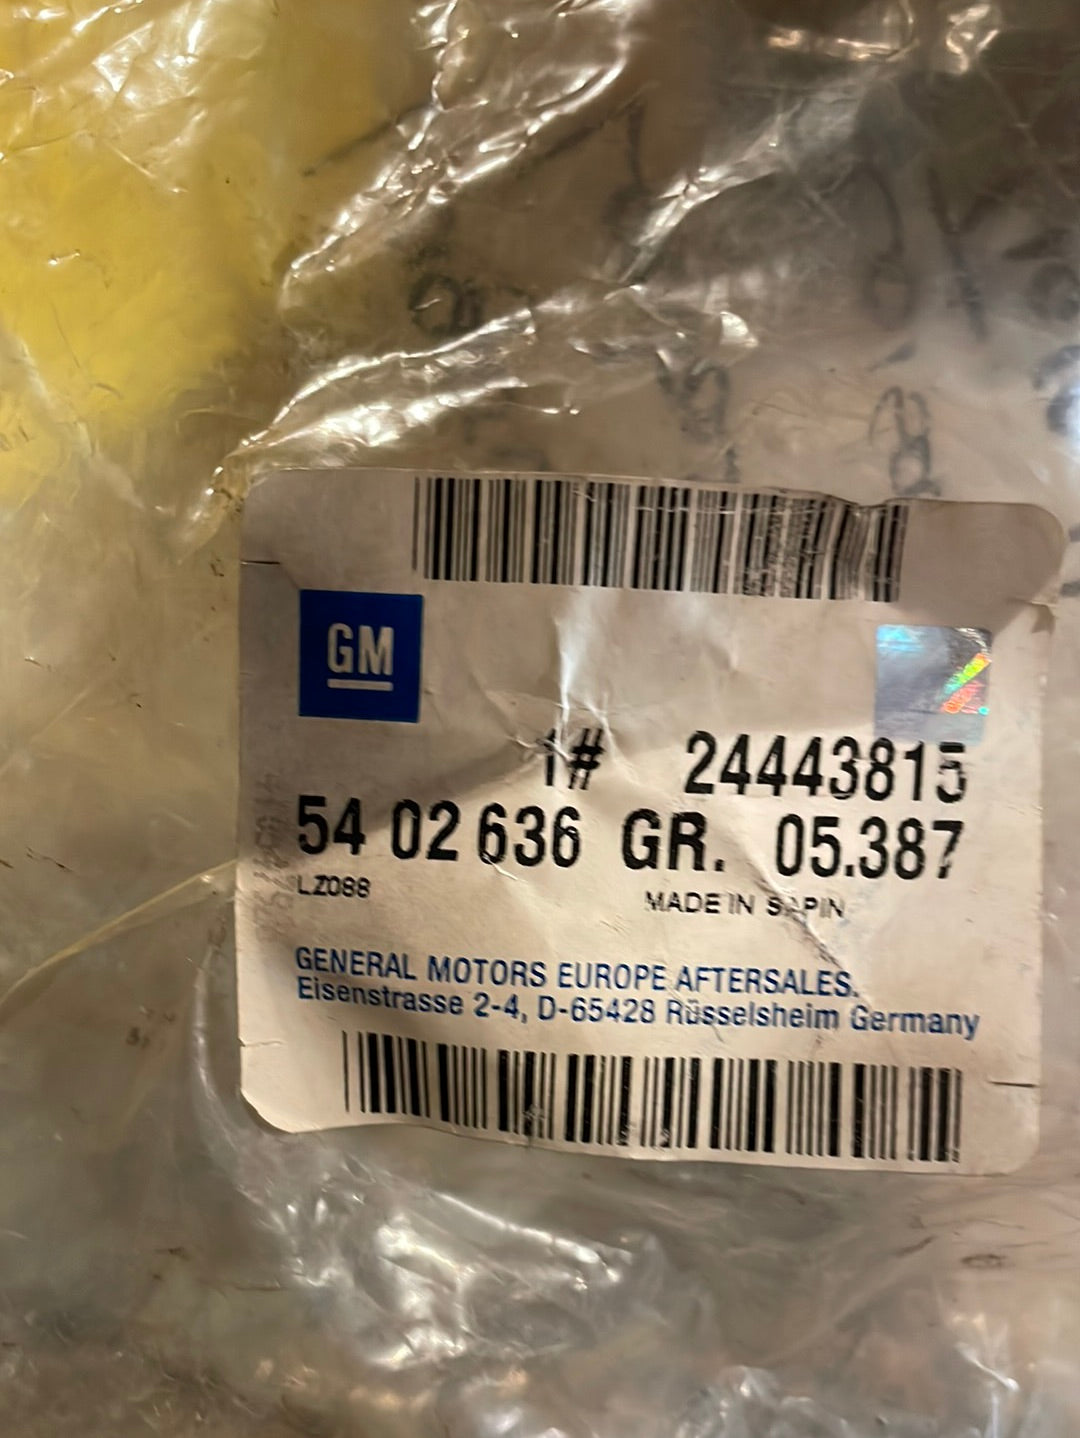 GM
1# 24443815
54 02 636 GR. 05.387
LZ088
MADE IN SAPIN
GENERAL MOTORS EUROPE AFTERSALES.
Eisenstrasse 2-4, D-65428 Rüsselsheim Germany